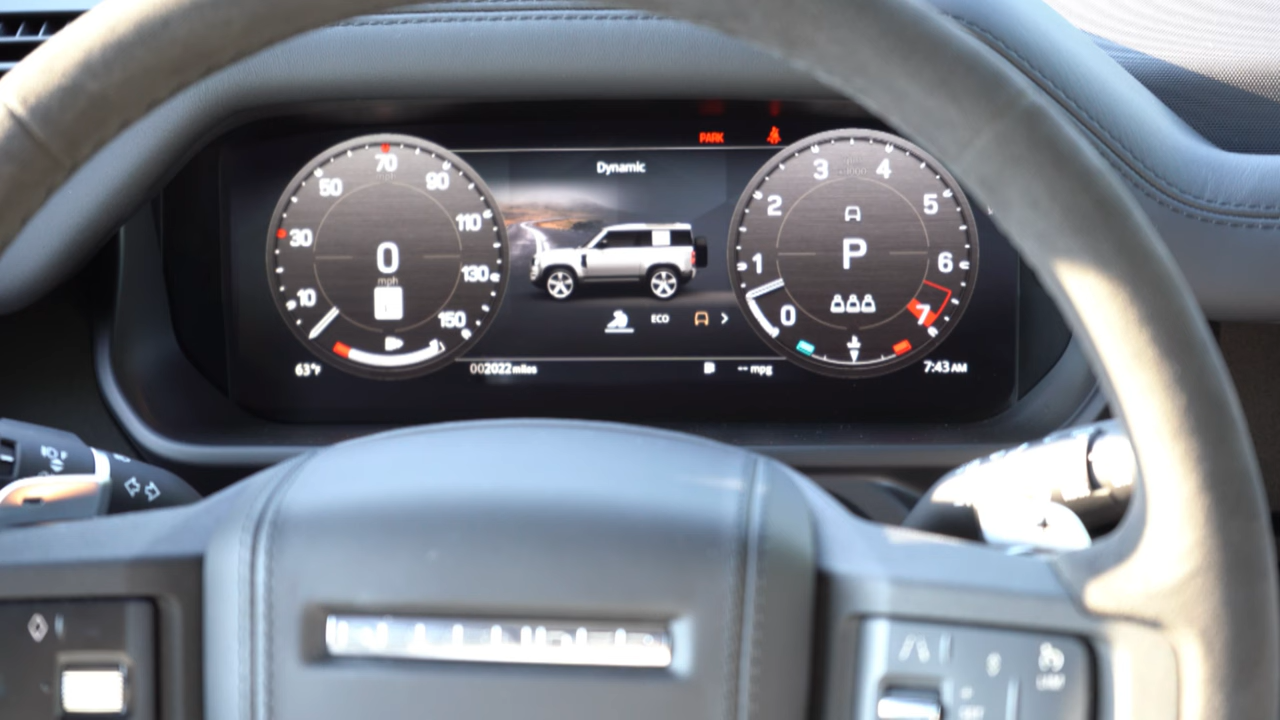 PARK
Dynamic
10 30 50 70 90 110 130 150
0
mph
0 1 2 3 4 5 6 7
P
ECO
63°F
002022 miles
-- mpg
7:43 AM